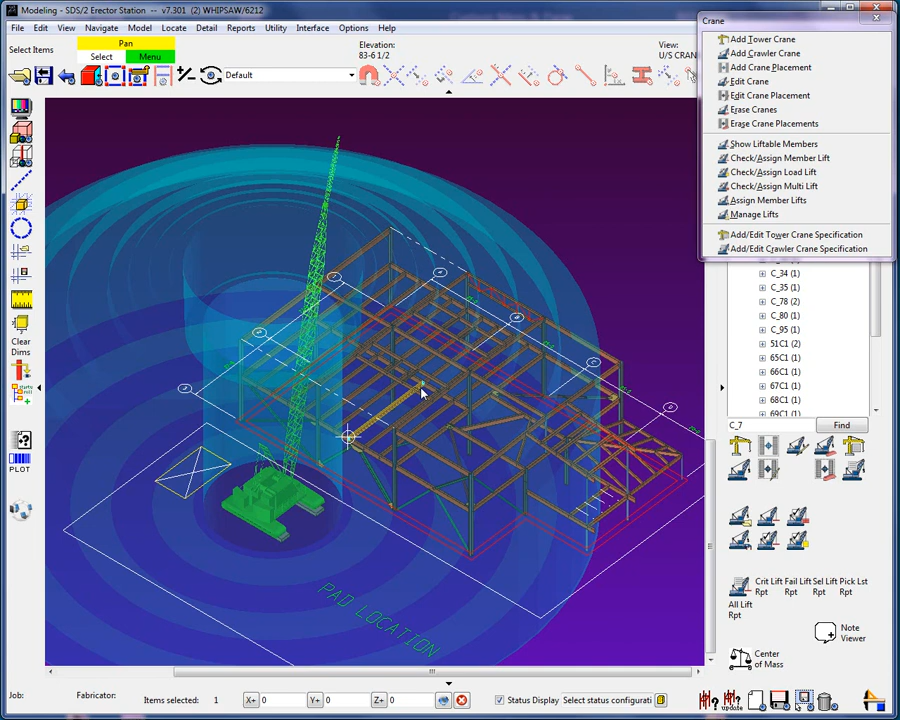 Modeling - SDS/2 Erector Station -- v7.301 (2) WHIPSAW/6212
File Edit View Navigate Model Locate Detail Reports Utility Interface Options Help
Select Items
Pan
Select Menu
Elevation:
83-6 1/2
View:
U/S CRAN
Default
Crane
Add Tower Crane
Add Crawler Crane
Add Crane Placement
Edit Crane
Edit Crane Placement
Erase Cranes
Erase Crane Placements
Show Liftable Members
Check/Assign Member Lift
Check/Assign Load Lift
Check/Assign Multi Lift
Assign Member Lifts
Manage Lifts
Add/Edit Tower Crane Specification
Add/Edit Crawler Crane Specification
C_34 (1)
C_35 (1)
C_78 (2)
C_80 (1)
C_95 (1)
51C1 (2)
65C1 (1)
66C1 (1)
67C1 (1)
68C1 (1)
69C1 (1)
C_7 Find
Clear
Dims
PLOT
PAD LOCATION
Crit Lift Rpt
Fail Lift Rpt
Sel Lift Rpt
Pick Lst Rpt
All Lift
Rpt
Note
Viewer
Center
of Mass
Job: Fabricator: Items selected: 1 X+ 0 Y+ 0 Z+ 0 Status Display Select status configurati
update